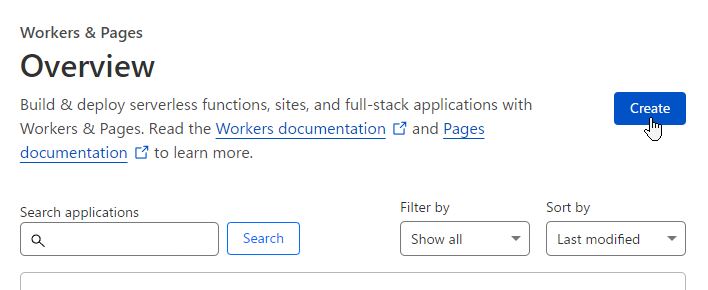 Workers & Pages
Overview
Build & deploy serverless functions, sites, and full-stack applications with
Workers & Pages. Read the Workers documentation and Pages
documentation to learn more.
Create
Search applications
Search
Filter by
Show all
Sort by
Last modified